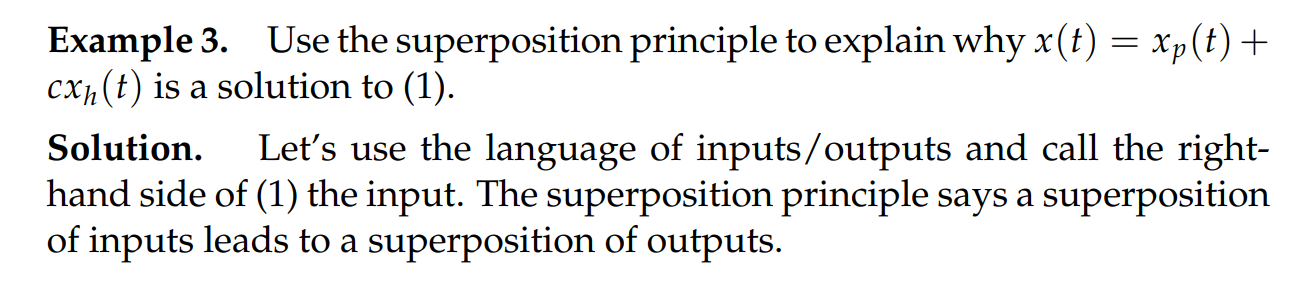 Example 3. Use the superposition principle to explain why x(t) = xₚ(t) +
cxₕ(t) is a solution to (1).
Solution. Let's use the language of inputs/outputs and call the right-
hand side of (1) the input. The superposition principle says a superposition
of inputs leads to a superposition of outputs.